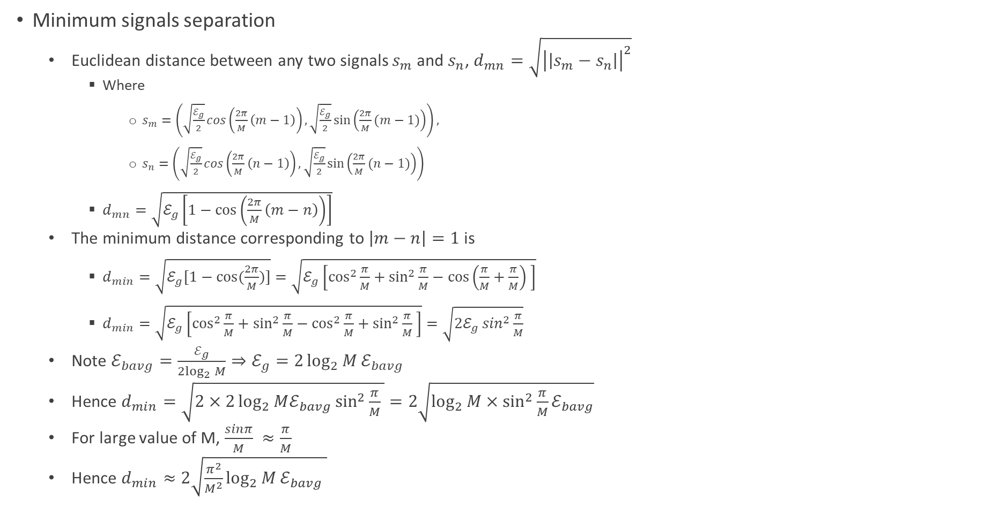 • Minimum signals separation
• Euclidean distance between any two signals $s_m$ and $s_n$, $d_{mn} = \sqrt{||s_m - s_n||^2}$
▪ Where
○ $s_m = \left(\sqrt{\frac{\mathcal{E}_g}{2}} cos\left(\frac{2\pi}{M}(m-1)\right), \sqrt{\frac{\mathcal{E}_g}{2}} \sin\left(\frac{2\pi}{M}(m-1)\right)\right),$
○ $s_n = \left(\sqrt{\frac{\mathcal{E}_g}{2}} cos\left(\frac{2\pi}{M}(n-1)\right), \sqrt{\frac{\mathcal{E}_g}{2}} \sin\left(\frac{2\pi}{M}(n-1)\right)\right)$
▪ $d_{mn} = \sqrt{\mathcal{E}_g\left[1 - \cos\left(\frac{2\pi}{M}(m-n)\right)\right]}$
• The minimum distance corresponding to $|m-n| = 1$ is
▪ $d_{min} = \sqrt{\mathcal{E}_g[1 - \cos(\frac{2\pi}{M})]} = \sqrt{\mathcal{E}_g\left[\cos^2\frac{\pi}{M} + \sin^2\frac{\pi}{M} - \cos\left(\frac{\pi}{M} + \frac{\pi}{M}\right)\right]}$
▪ $d_{min} = \sqrt{\mathcal{E}_g\left[\cos^2\frac{\pi}{M} + \sin^2\frac{\pi}{M} - \cos^2\frac{\pi}{M} + \sin^2\frac{\pi}{M}\right]} = \sqrt{2\mathcal{E}_g \, sin^2\frac{\pi}{M}}$
• Note $\mathcal{E}_{bavg} = \frac{\mathcal{E}_g}{2\log_2 M} \Rightarrow \mathcal{E}_g = 2\log_2 M \, \mathcal{E}_{bavg}$
• Hence $d_{min} = \sqrt{2 \times 2\log_2 M \mathcal{E}_{bavg} \sin^2\frac{\pi}{M}} = 2\sqrt{\log_2 M \times \sin^2\frac{\pi}{M} \mathcal{E}_{bavg}}$
• For large value of M, $\frac{sin\pi}{M} \approx \frac{\pi}{M}$
• Hence $d_{min} \approx 2\sqrt{\frac{\pi^2}{M^2} \log_2 M \, \mathcal{E}_{bavg}}$